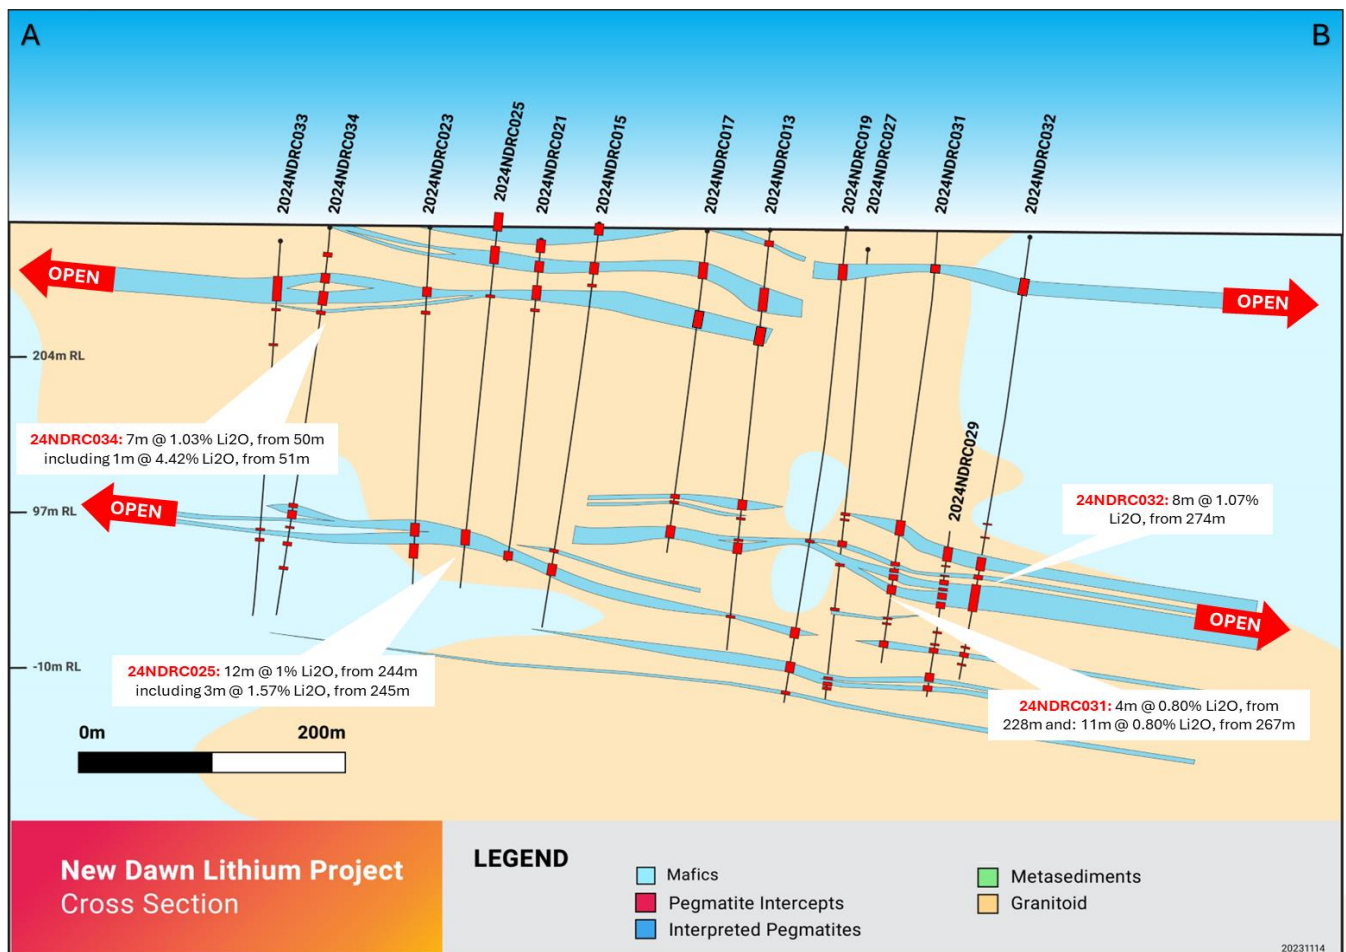 A
B
2024NDRC033
2024NDRC034
2024NDRC023
2024NDRC025
2024NDRC021
2024NDRC015
2024NDRC017
2024NDRC013
2024NDRC019
2024NDRC027
2024NDRC031
2024NDRC032
OPEN
OPEN
204m RL
24NDRC034: 7m @ 1.03% Li2O, from 50m
including 1m @ 4.42% Li2O, from 51m
2024NDRC029
OPEN
97m RL
24NDRC032: 8m @ 1.07%
Li2O, from 274m
OPEN
-10m RL
24NDRC025: 12m @ 1% Li2O, from 244m
including 3m @ 1.57% Li2O, from 245m
24NDRC031: 4m @ 0.80% Li2O, from
228m and: 11m @ 0.80% Li2O, from 267m
0m
200m
New Dawn Lithium Project
Cross Section
LEGEND
Mafics
Pegmatite Intercepts
Interpreted Pegmatites
Metasediments
Granitoid
20231114